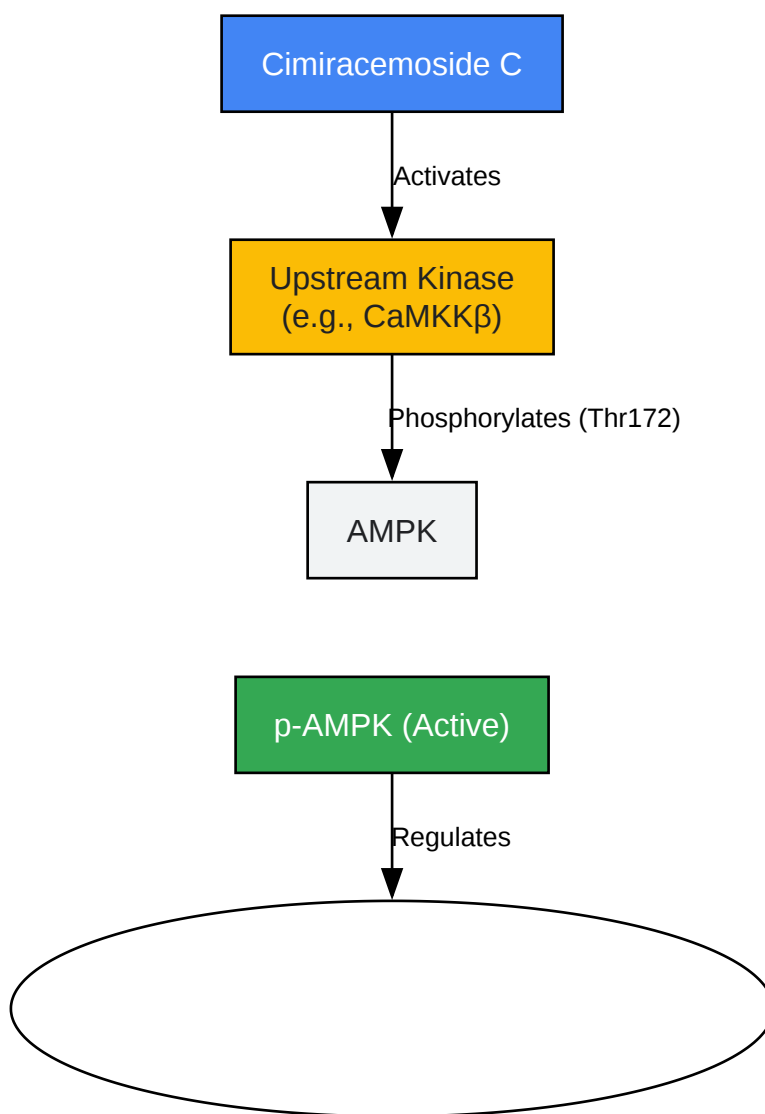 Cimiracemoside C
Activates
Upstream Kinase
(e.g., CaMKKβ)
Phosphorylates (Thr172)
AMPK
p-AMPK (Active)
Regulates